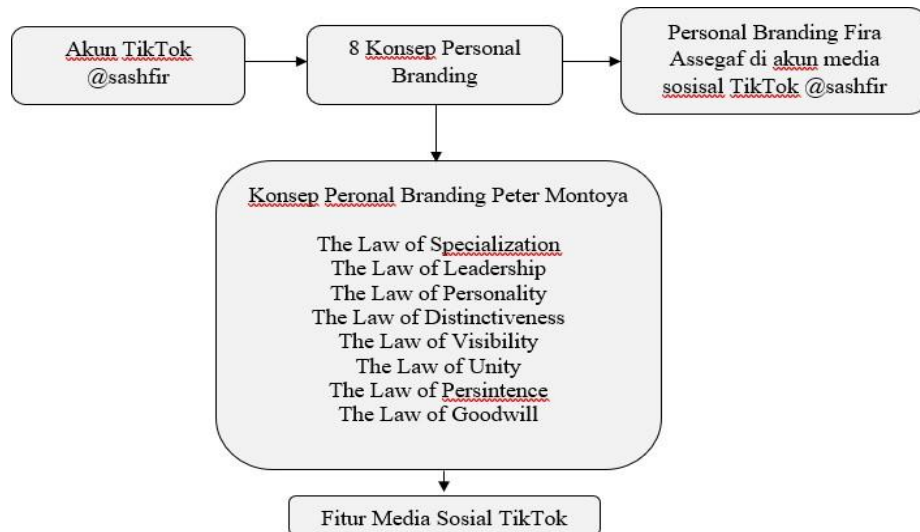 Akun TikTok
@sashfir
8 Konsep Personal
Branding
Personal Branding Fira
Assegaf di akun media
sosisal TikTok @sashfir
Konsep Peronal Branding Peter Montoya
The Law of Specialization
The Law of Leadership
The Law of Personality
The Law of Distinctiveness
The Law of Visibility
The Law of Unity
The Law of Persintence
The Law of Goodwill
Fitur Media Sosial TikTok